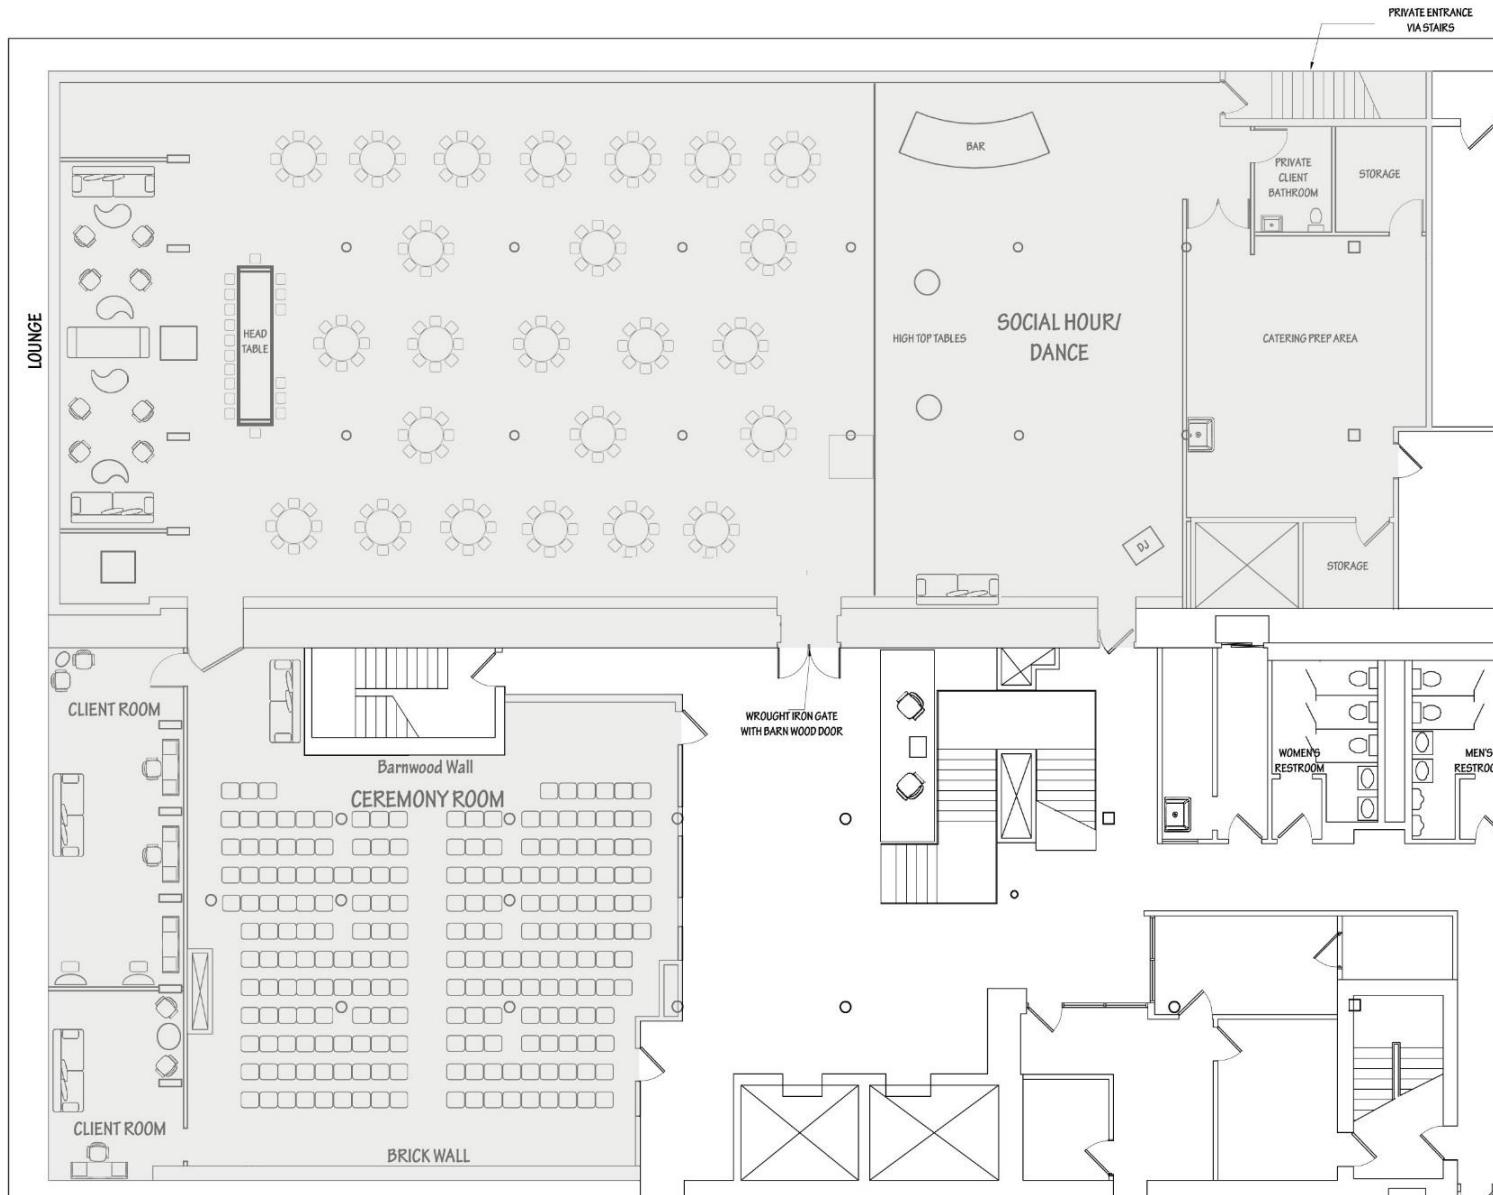 PRIVATE ENTRANCE
VIA STAIRS
BAR
PRIVATE
CLIENT
BATHROOM
STORAGE
LOUNGE
HEAD
TABLE
HIGH TOP TABLES
SOCIAL HOUR/
DANCE
CATERING PREP AREA
DJ
STORAGE
CLIENT ROOM
WROUGHT IRON GATE
WITH BARN WOOD DOOR
Barnwood Wall
CEREMONY ROOM
WOMEN'S
RESTROOM
MEN'S
RESTROO
CLIENT ROOM
BRICK WALL